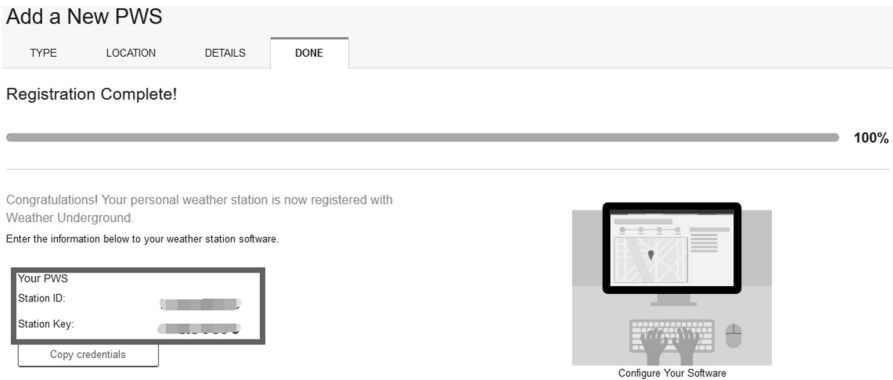 Add a New PWS
TYPE LOCATION DETAILS DONE
Registration Complete!
100%
Congratulations! Your personal weather station is now registered with
Weather Underground.
Enter the information below to your weather station software.
Your PWS
Station ID:
Station Key:
Copy credentials
Configure Your Software